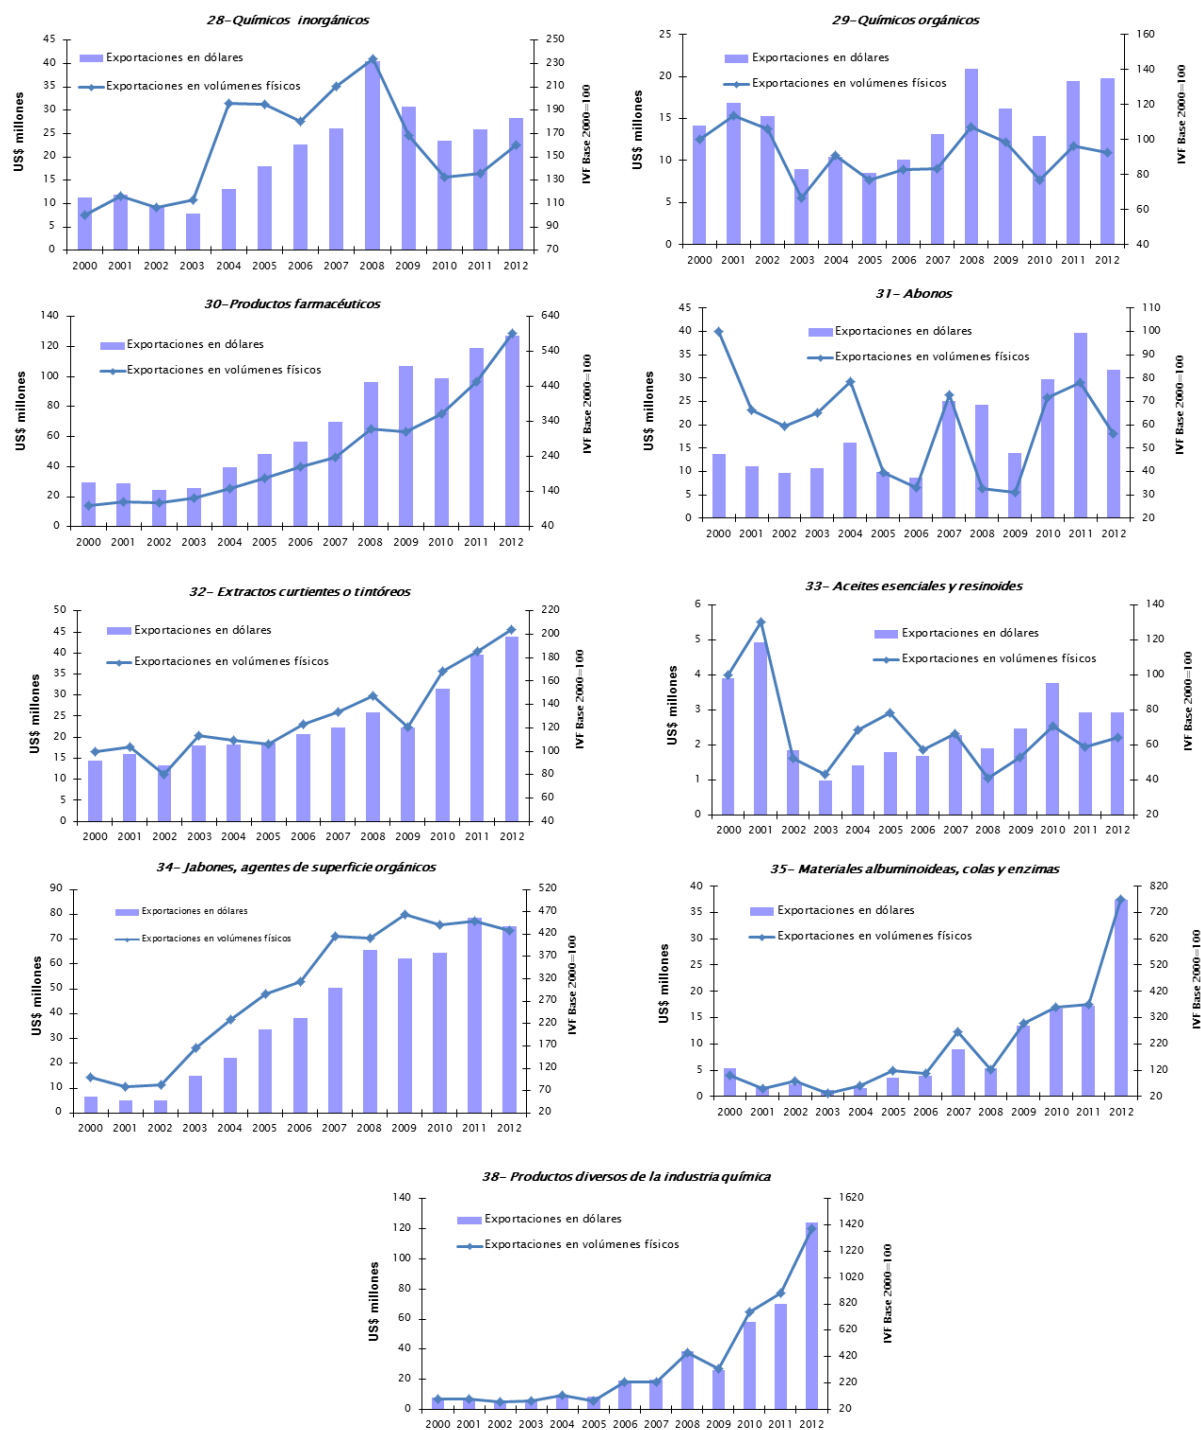 28-Químicos inorgánicos
45
40
35
30
25
20
15
10
5
0
US$ millones
250
230
210
190
170
150
130
110
90
70
IVF Base 2000=100
Exportaciones en dólares
Exportaciones en volúmenes físicos
2000 2001 2002 2003 2004 2005 2006 2007 2008 2009 2010 2011 2012
29-Químicos orgánicos
25
20
15
10
5
0
US$ millones
160
140
120
100
80
60
40
IVF Base 2000=100
Exportaciones en dólares
Exportaciones en volúmenes físicos
2000 2001 2002 2003 2004 2005 2006 2007 2008 2009 2010 2011 2012
30-Productos farmacéuticos
140
120
100
80
60
40
20
0
US$ millones
640
540
440
340
240
140
40
IVF Base 2000=100
Exportaciones en dólares
Exportaciones en volúmenes físicos
2000 2001 2002 2003 2004 2005 2006 2007 2008 2009 2010 2011 2012
31- Abonos
45
40
35
30
25
20
15
10
5
0
US$ millones
110
100
90
80
70
60
50
40
30
20
IVF Base 2000=100
Exportaciones en dólares
Exportaciones en volúmenes físicos
2000 2001 2002 2003 2004 2005 2006 2007 2008 2009 2010 2011 2012
32- Extractos curtientes o tintóreos
50
45
40
35
30
25
20
15
10
5
0
US$ millones
220
200
180
160
140
120
100
80
60
40
IVF Base 2000=100
Exportaciones en dólares
Exportaciones en volúmenes físicos
2000 2001 2002 2003 2004 2005 2006 2007 2008 2009 2010 2011 2012
33- Aceites esenciales y resinoides
6
5
4
3
2
1
0
US$ millones
140
120
100
80
60
40
20
IVF Base 2000=100
Exportaciones en dólares
Exportaciones en volúmenes físicos
2000 2001 2002 2003 2004 2005 2006 2007 2008 2009 2010 2011 2012
34- Jabones, agentes de superficie orgánicos
90
80
70
60
50
40
30
20
10
0
US$ millones
520
470
420
370
320
270
220
170
120
70
20
IVF Base 2000=100
Exportaciones en dólares
Exportaciones en volúmenes físicos
2000 2001 2002 2003 2004 2005 2006 2007 2008 2009 2010 2011 2012
35- Materiales albuminoideas, colas y enzimas
40
35
30
25
20
15
10
5
0
US$ millones
820
720
620
520
420
320
220
120
20
IVF Base 2000=100
Exportaciones en dólares
Exportaciones en volúmenes físicos
2000 2001 2002 2003 2004 2005 2006 2007 2008 2009 2010 2011 2012
38- Productos diversos de la industria química
140
120
100
80
60
40
20
0
US$ millones
1620
1420
1220
1020
820
620
420
220
20
IVF Base 2000=100
Exportaciones en dólares
Exportaciones en volúmenes físicos
2000 2001 2002 2003 2004 2005 2006 2007 2008 2009 2010 2011 2012